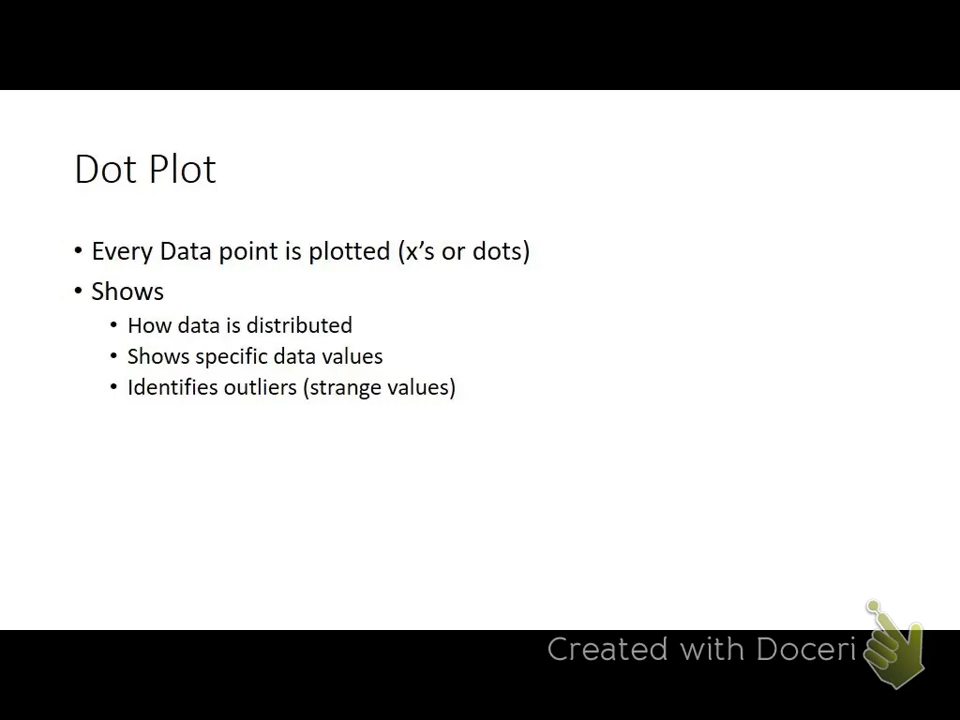 Dot Plot
• Every Data point is plotted (x’s or dots)
• Shows
• How data is distributed
• Shows specific data values
• Identifies outliers (strange values)
Created with Doceri